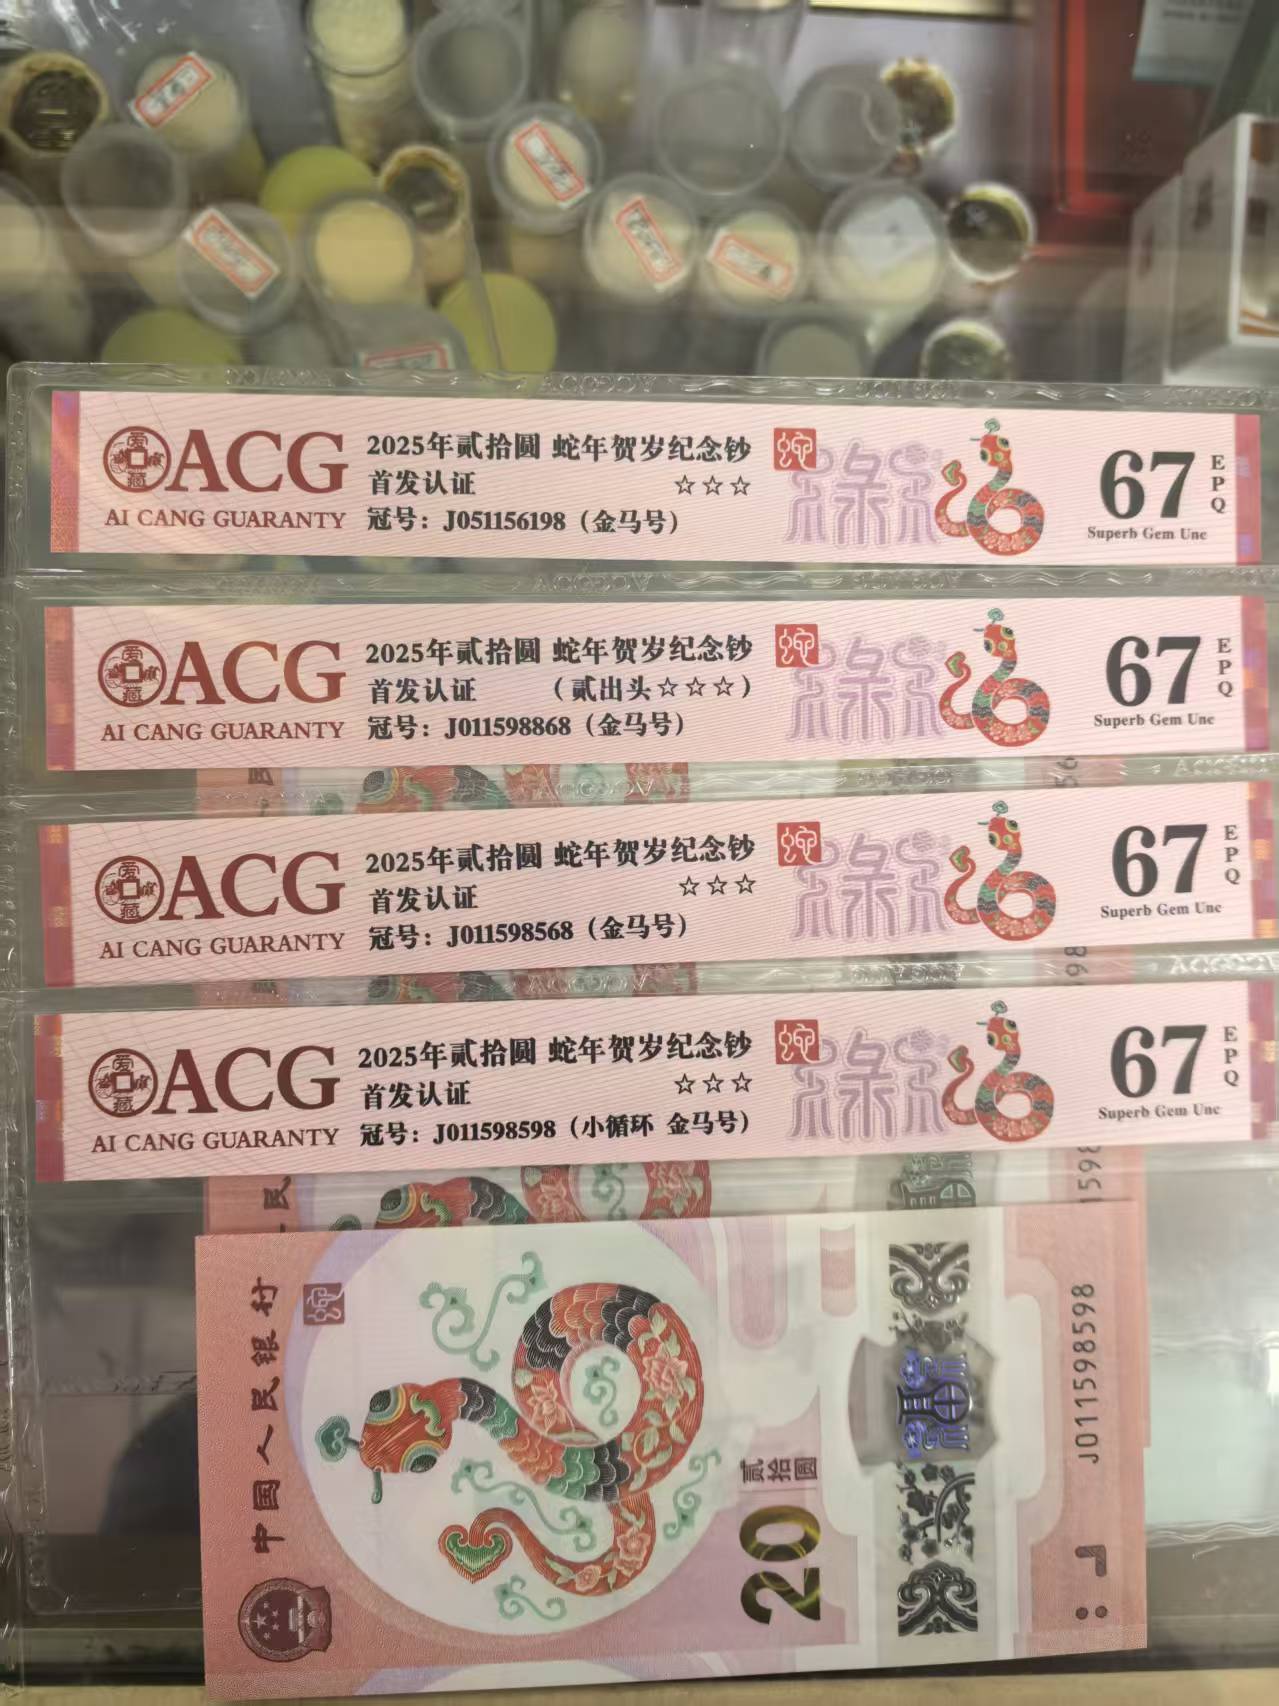 ACG
AI CANG GUARANTY
2025年贰拾圆 蛇年贺岁纪念钞
首发认证 ☆☆☆
冠号：J051156198（金马号）
67
EPQ
Superb Gem Unc
ACG
AI CANG GUARANTY
2025年贰拾圆 蛇年贺岁纪念钞
首发认证 （贰出头☆☆☆）
冠号：J011598868（金马号）
67
EPQ
Superb Gem Unc
ACG
AI CANG GUARANTY
2025年贰拾圆 蛇年贺岁纪念钞
首发认证 ☆☆☆
冠号：J011598568（金马号）
67
EPQ
Superb Gem Unc
ACG
AI CANG GUARANTY
2025年贰拾圆 蛇年贺岁纪念钞
首发认证 ☆☆☆
冠号：J011598598（小循环 金马号）
67
EPQ
Superb Gem Unc
中国人民银行
贰拾圆
20
J011598598